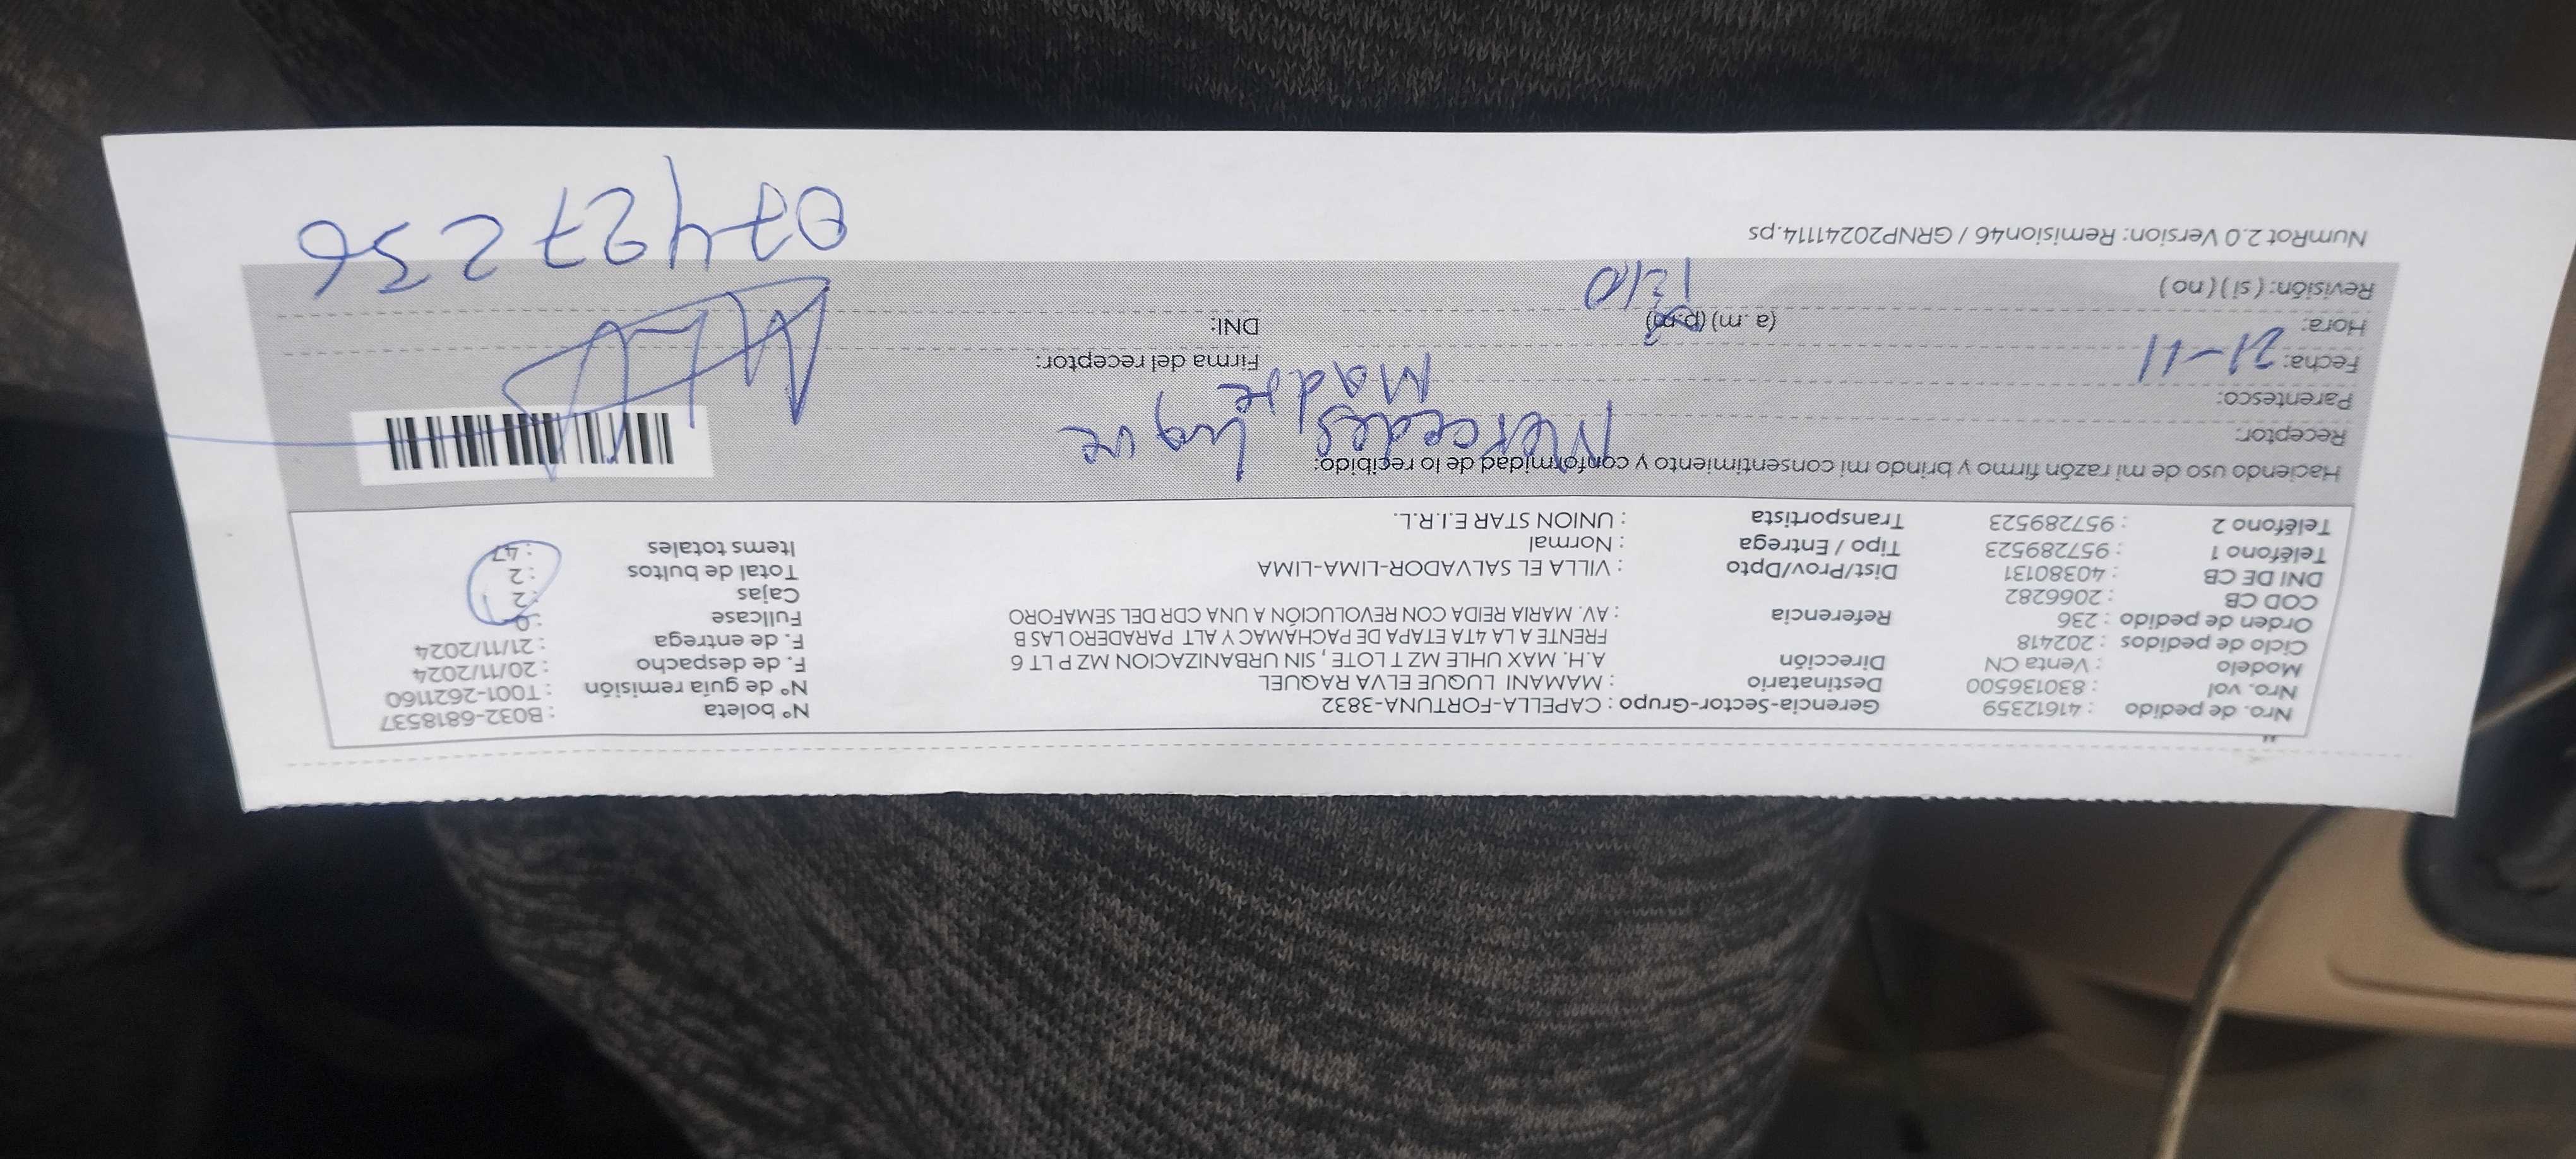 Nro. de pedido : 41612359 Gerencia-Sector-Grupo : CAPELLA-FORTUNA-3832 N° boleta : B032-6818537
Nro. vol : 830136500 Destinatario : MAMANI LUQUE ELVA RAQUEL N° de guía remisión : T001-2621160
Modelo : Venta CN Dirección A.H. MAX UHLE MZ T LOTE , SIN URBANIZACION MZ P LT 6 F. de despacho : 20/11/2024
Ciclo de pedidos : 202418 FRENTE A LA 4TA ETAPA DE PACHAMAC Y ALT PARADERO LAS B F. de entrega : 21/11/2024
Orden de pedido : 236 Referencia : AV. MARIA REIDA CON REVOLUCIÓN A UNA CDR DEL SEMAFORO Fullcase : 0
COD CB : 2066282 Cajas : 2
DNI DE CB : 40380131 Dist/Prov/Dpto : VILLA EL SALVADOR-LIMA-LIMA Total de bultos : 2
Teléfono 1 : 957289523 Tipo / Entrega : Normal Items totales : 47
Teléfono 2 : 957289523 Transportista : UNION STAR E.I.R.L.
Haciendo uso de mi razón firmo y brindo mi consentimiento y conformidad de lo recibido:
Receptor: Mercedes Luque
Parentesco: Madre
Fecha: 21-11 Firma del receptor:
Hora: (a. m) (p.m) DNI:
Revisión: ( si ) ( no )
NumRot 2.0 Version: Remision46 / GRNP20241114.ps 07427236